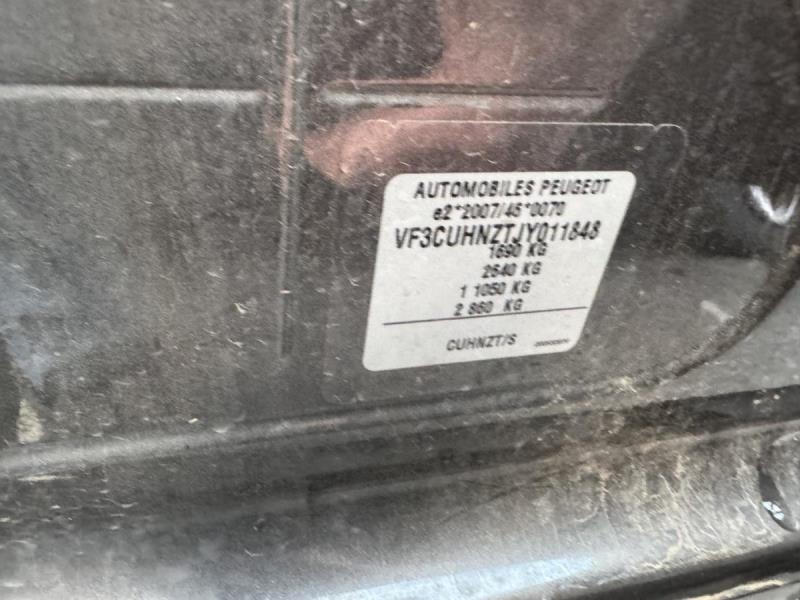 AUTOMOBILES PEUGEOT
e2*2007/46*0070
VF3CUHNZTJY011848
1690 KG
2640 KG
1 1050 KG
2 860 KG
CUHNZT/S